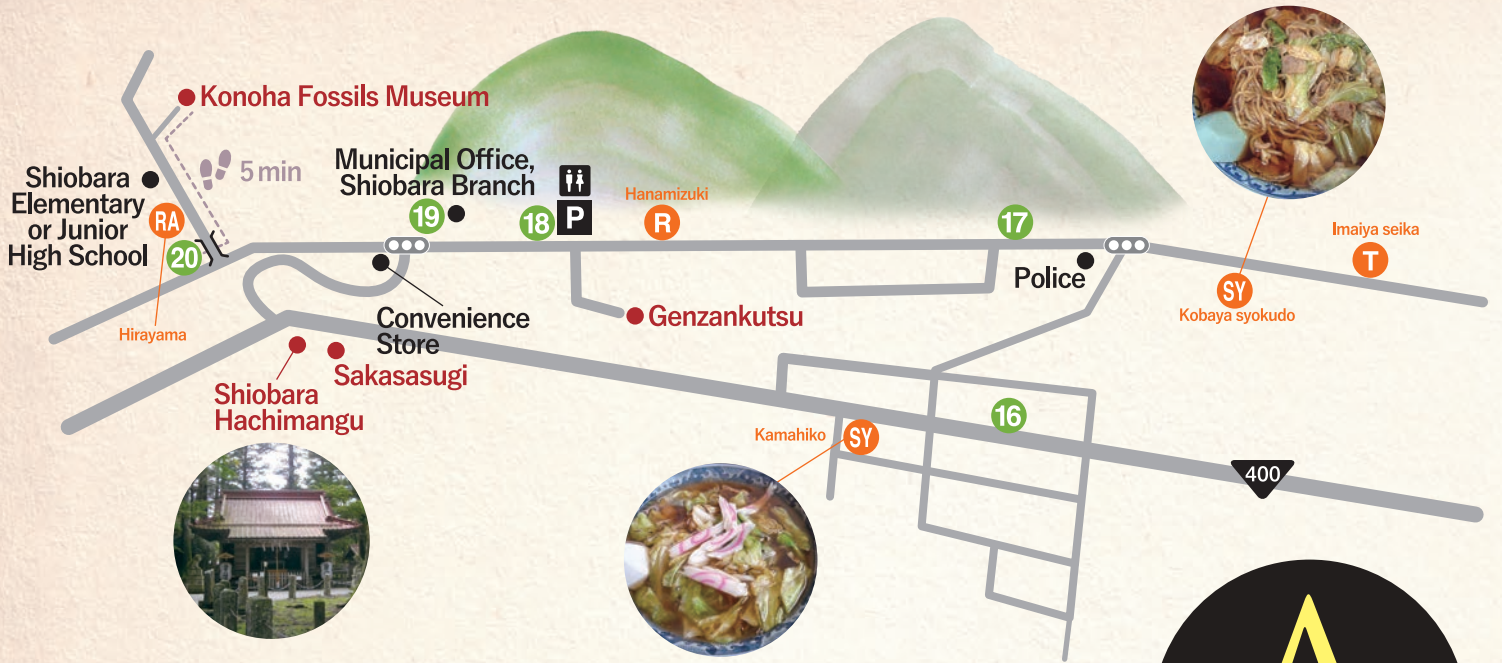 Konoha Fossils Museum
5 min
Shiobara
Elementary
or Junior
High School
RA
20
Hirayama
Municipal Office,
Shiobara Branch
19
18
P
Hanamizuki
R
17
Police
Imaiya seika
T
SY
Kobaya syokudo
Convenience
Store
Genzankutsu
Sakasasugi
Shiobara
Hachimangu
16
Kamahiko
SY
400